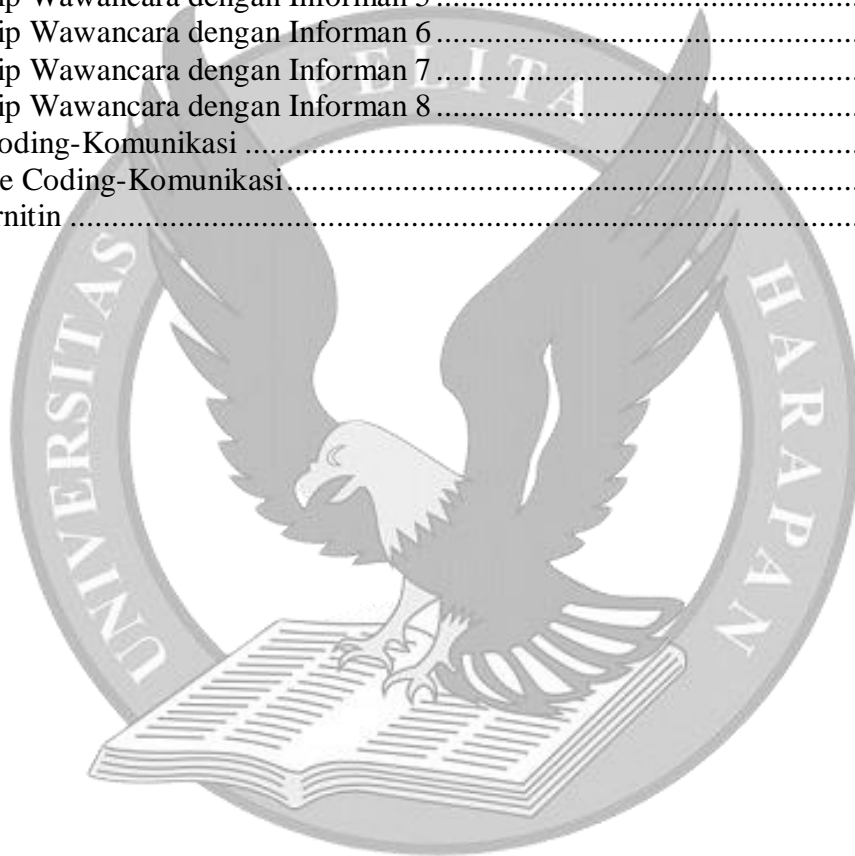 ip Wawancara dengan Informan 5........................................................
ip Wawancara dengan Informan 6........................................................
ip Wawancara dengan Informan 7........................................................
ip Wawancara dengan Informan 8........................................................
oding-Komunikasi ................................................................................
e Coding-Komunikasi...........................................................................
rnitin ......................................................................................................
UNIVERSITAS PELITA HARAPAN